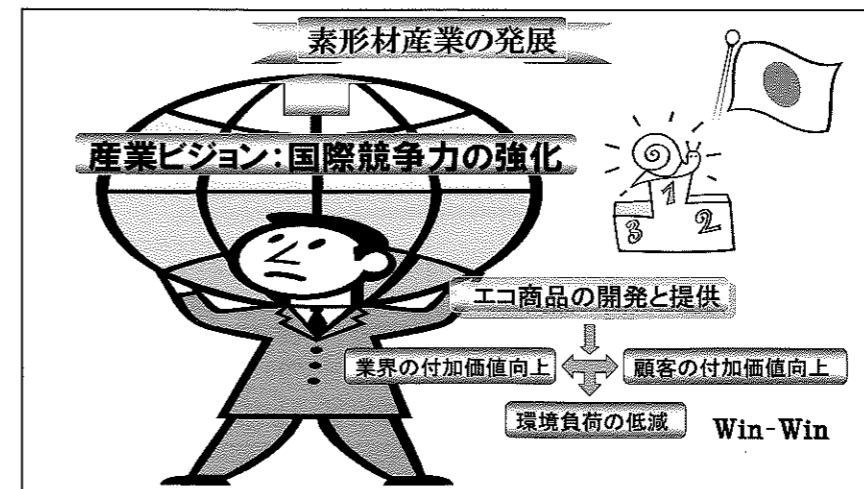 素形材産業の発展
産業ビジョン:国際競争力の強化
1
3
2
エコ商品の開発と提供
業界の付加価値向上
顧客の付加価値向上
環境負荷の低減
Win-Win